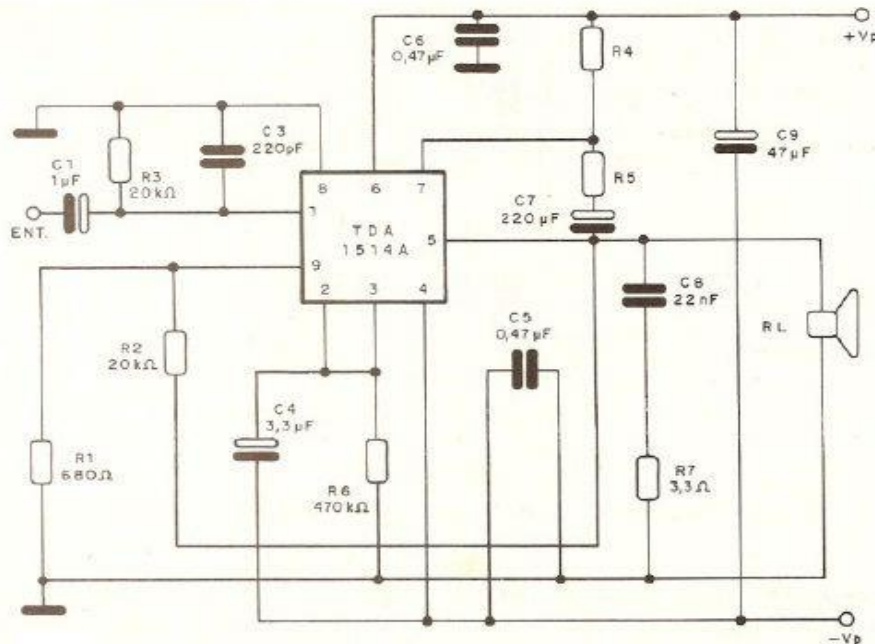 C6
0,47µF
R4
+Vp
C3
220pF
C9
47µF
C1
1µF
R3
20kΩ
8
6
7
R5
C7
220µF
ENT.
1
TDA
1514A
5
9
2
3
4
C8
22nF
RL
C5
0,47µF
R2
20kΩ
C4
3,3µF
R1
680Ω
R6
470kΩ
R7
3,3Ω
-Vp